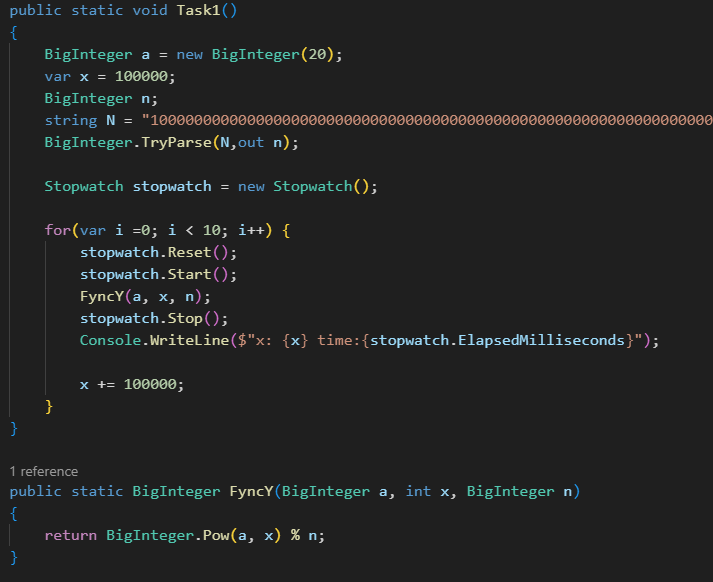 public static void Task1()
{
BigInteger a = new BigInteger(20);
var x = 100000;
BigInteger n;
string N = "10000000000000000000000000000000000000000000000000000000000000
BigInteger.TryParse(N,out n);
Stopwatch stopwatch = new Stopwatch();
for(var i =0; i < 10; i++) {
stopwatch.Reset();
stopwatch.Start();
FyncY(a, x, n);
stopwatch.Stop();
Console.WriteLine($"x: {x} time:{stopwatch.ElapsedMilliseconds}");
x += 100000;
}
}
1 reference
public static BigInteger FyncY(BigInteger a, int x, BigInteger n)
{
return BigInteger.Pow(a, x) % n;
}